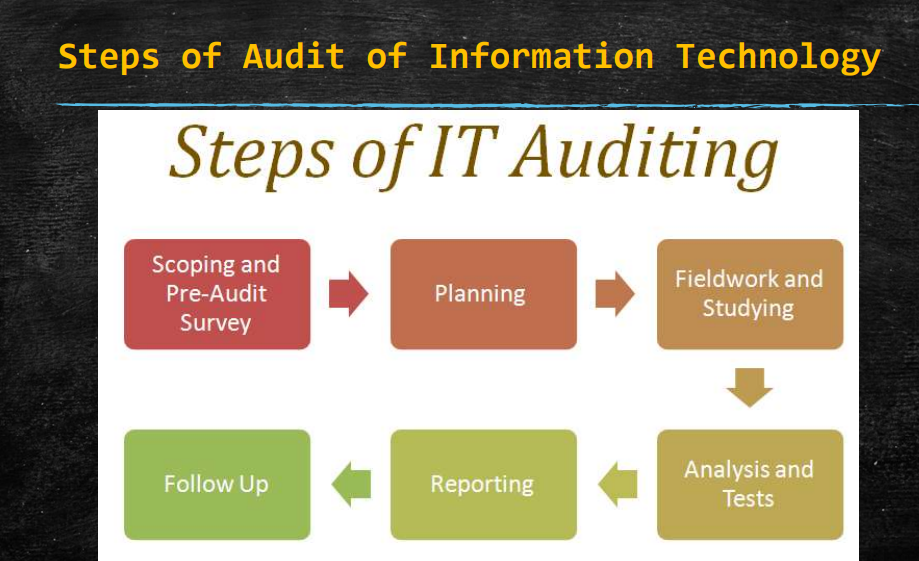 Steps of Audit of Information Technology
Steps of IT Auditing
Scoping and
Pre-Audit
Survey
Planning
Fieldwork and
Studying
Analysis and
Tests
Reporting
Follow Up